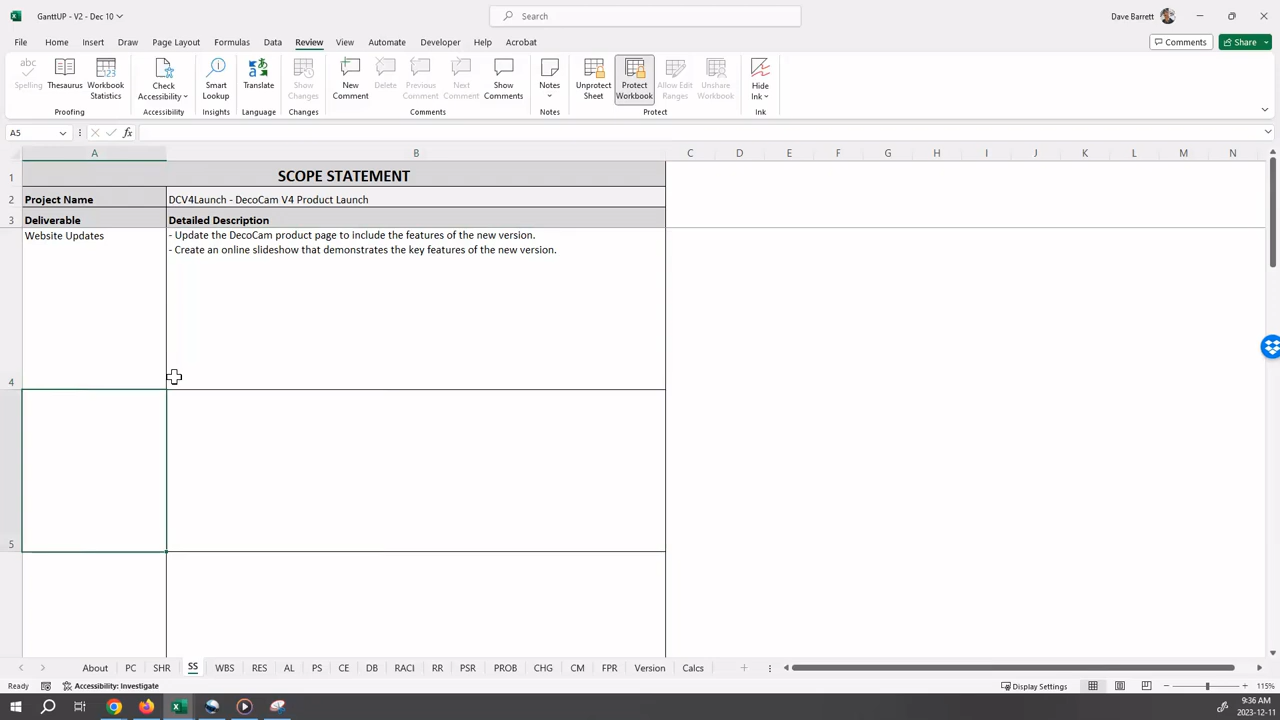 GanttUP - V2 - Dec 10
Search
Dave Barrett
File Home Insert Draw Page Layout Formulas Data Review View Automate Developer Help Acrobat
Comments Share
Spelling Thesaurus Workbook Statistics Check Accessibility Smart Lookup Translate Show Changes New Comment Delete Previous Comment Next Comment Show Comments Notes Unprotect Sheet Protect Workbook Allow Edit Ranges Unshare Workbook Hide Ink
Proofing Accessibility Insights Language Changes Comments Notes Protect Ink
A5 fx
A B C D E F G H I J K L M N
1 SCOPE STATEMENT
2 Project Name DCV4Launch - DecoCam V4 Product Launch
3 Deliverable Detailed Description
Website Updates - Update the DecoCam product page to include the features of the new version.
- Create an online slideshow that demonstrates the key features of the new version.
4
5
About PC SHR SS WBS RES AL PS CE DB RACI RR PSR PROB CHG CM FPR Version Calcs
Ready Accessibility: Investigate Display Settings 115%
9:36 AM
2023-12-11